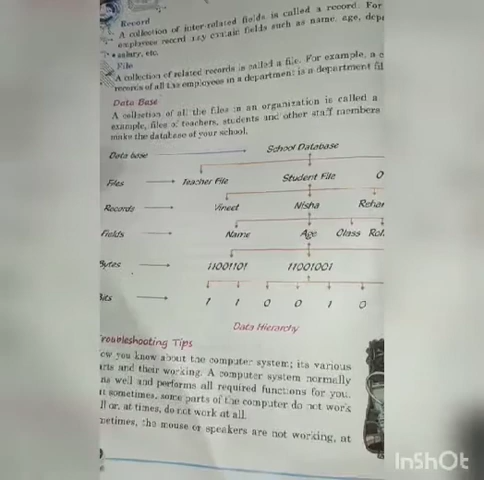 Record
A collection of inter-related fields is called a record. For
employees record may contain fields such as name, age,
salary, etc.
File
A collection of related records is called a file. For example, a
records of all the employees in a department is a department
Data Base
A collection of all the files in an organization is called a
example, files of teachers, students and other staff members
make the database of your school.
Data base School Database
Files Teacher File Student File O
Records Vineet Nisha
Fields Name Age Class Rol
Bytes 11001101 11001001
Bits 1 1 0 0 1 0
Data Hierarchy
Troubleshooting Tips
you know about the computer system; its various
and their working. A computer system normally
well and performs all required functions for you.
sometimes, some parts of the computer do not work
or, at times, do not work at all.
the mouse or speakers are not working, at
InShOt